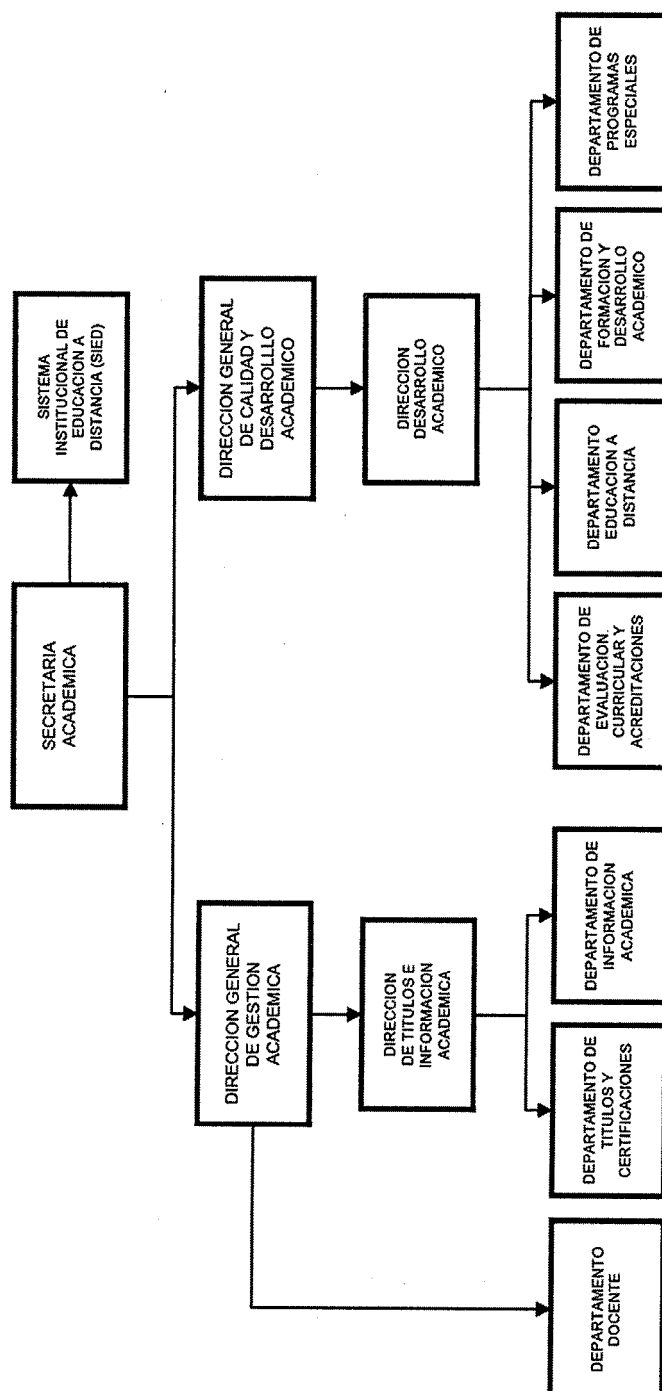 SECRETARIA
ACADEMICA
SISTEMA
INSTITUCIONAL DE
EDUCACION A
DISTANCIA (SIED)
DIRECCION GENERAL
DE GESTION
ACADEMICA
DIRECCION GENERAL
DE CALIDAD Y
DESARROLLLO
ACADEMICO
DIRECCION
DE TITULOS E
INFORMACION
ACADEMICA
DIRECCION
DESARROLLO
ACADEMICO
DEPARTAMENTO
DOCENTE
DEPARTAMENTO DE
TITULOS Y
CERTIFICACIONES
DEPARTAMENTO DE
INFORMACION
ACADEMICA
DEPARTAMENTO DE
EVALUACION.
CURRICULAR Y
ACREDITACIONES
DEPARTAMENTO
EDUCACION A
DISTANCIA
DEPARTAMENTO DE
FORMACION Y
DESARROLLO
ACADEMICO
DEPARTAMENTO DE
PROGRAMAS
ESPECIALES